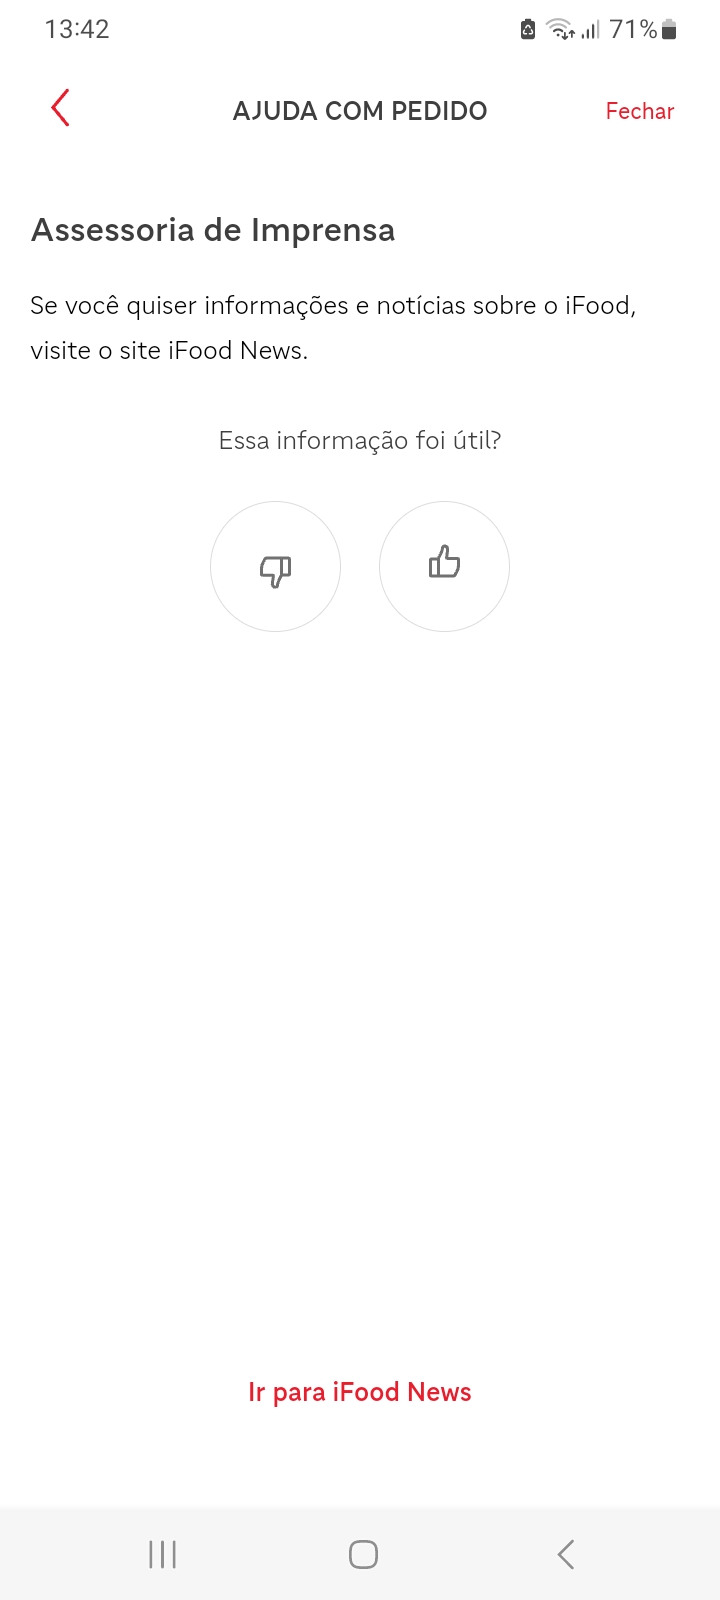 13:42
71%
AJUDA COM PEDIDO
Fechar
Assessoria de Imprensa
Se você quiser informações e notícias sobre o iFood,
visite o site iFood News.
Essa informação foi útil?
Ir para iFood News